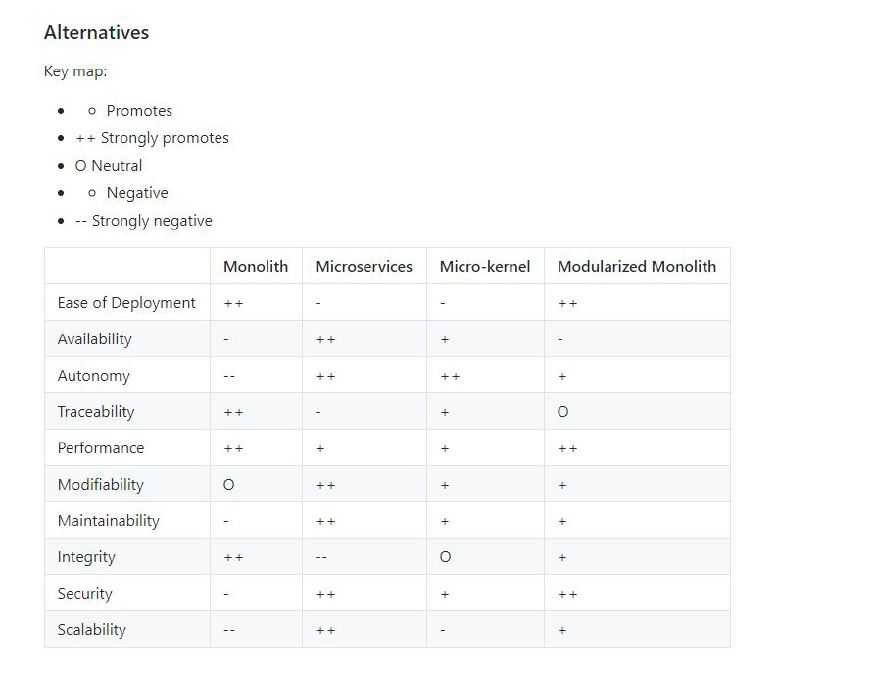 Alternatives
Key map:
• ○ Promotes
• ++ Strongly promotes
• O Neutral
• ○ Negative
• -- Strongly negative
Monolith Microservices Micro-kernel Modularized Monolith
Ease of Deployment ++ - - ++
Availability - ++ + -
Autonomy -- ++ ++ +
Traceability ++ - + O
Performance ++ + + ++
Modifiability O ++ + +
Maintainability - ++ + +
Integrity ++ -- O +
Security - ++ + ++
Scalability -- ++ - +